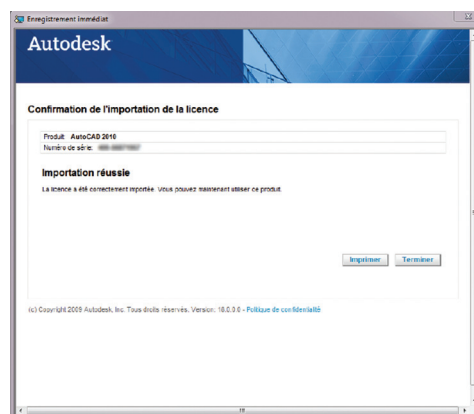 Enregistrement immédiat
Autodesk
Confirmation de l'importation de la licence
Produit: AutoCAD 2010
Numéro de série:
Importation réussie
La licence a été correctement importée. Vous pouvez maintenant utiliser ce produit.
Imprimer Terminer
(c) Copyright 2009 Autodesk, Inc. Tous droits réservés. Version: 18.0.0.0 - Politique de confidentialité